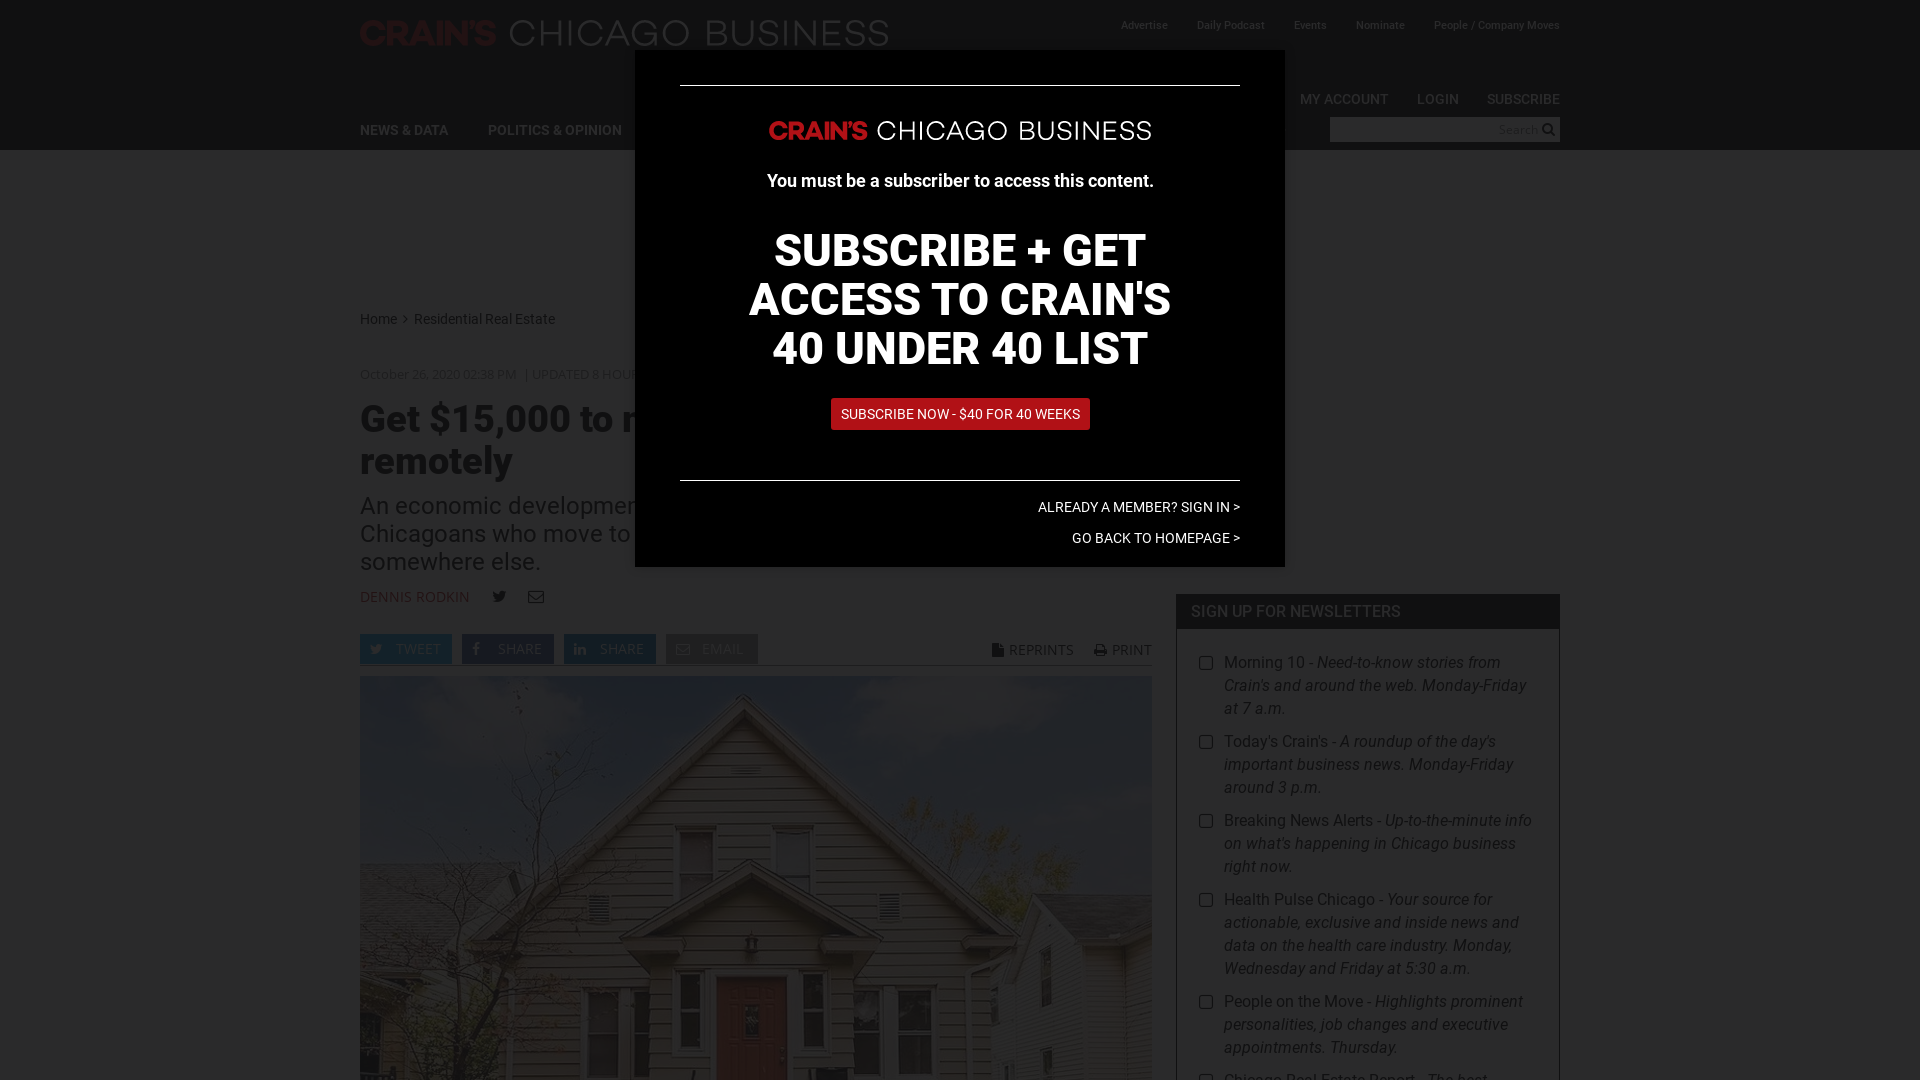 CRAIN'S CHICAGO BUSINESS
Advertise
Daily Podcast
Events
Nominate
People / Company Moves
MY ACCOUNT
LOGIN
SUBSCRIBE
NEWS & DATA
POLITICS & OPINION
Search
CRAIN'S CHICAGO BUSINESS
You must be a subscriber to access this content.
SUBSCRIBE + GET
ACCESS TO CRAIN'S
40 UNDER 40 LIST
SUBSCRIBE NOW - $40 FOR 40 WEEKS
ALREADY A MEMBER? SIGN IN >
GO BACK TO HOMEPAGE >
Home > Residential Real Estate
October 26, 2020 02:38 PM | UPDATED 8
Get $15,000 to
remotely
An economic
Chicagoans who move to
somewhere else.
DENNIS RODKIN
TWEET
SHARE
SHARE
EMAIL
REPRINTS
PRINT
SIGN UP FOR NEWSLETTERS
Morning 10 - Need-to-know stories from
Crain's and around the web. Monday-Friday
at 7 a.m.
Today's Crain's - A roundup of the day's
important business news. Monday-Friday
around 3 p.m.
Breaking News Alerts - Up-to-the-minute info
on what's happening in Chicago business
right now.
Health Pulse Chicago - Your source for
actionable, exclusive and inside news and
data on the health care industry. Monday,
Wednesday and Friday at 5:30 a.m.
People on the Move - Highlights prominent
personalities, job changes and executive
appointments. Thursday.
Chicago Real Estate Report - The best